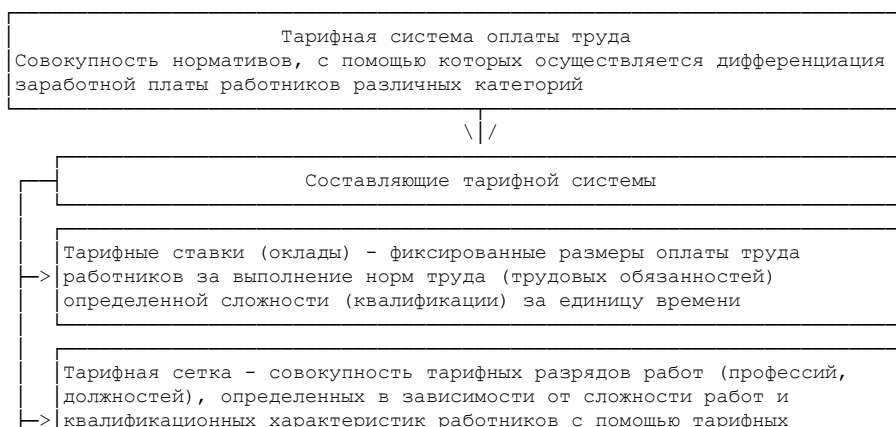 Тарифная система оплаты труда
Совокупность нормативов, с помощью которых осуществляется дифференциация
заработной платы работников различных категорий
Составляющие тарифной системы
Тарифные ставки (оклады) - фиксированные размеры оплаты труда
работников за выполнение норм труда (трудовых обязанностей)
определенной сложности (квалификации) за единицу времени
Тарифная сетка - совокупность тарифных разрядов работ (профессий,
должностей), определенных в зависимости от сложности работ и
квалификационных характеристик работников с помощью тарифных